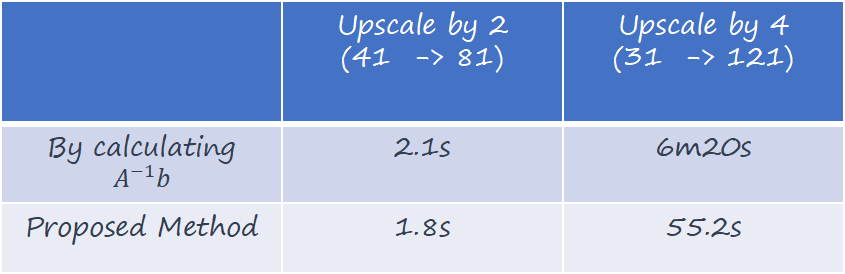 Upscale by 2
(41 -> 81)
Upscale by 4
(31 -> 121)
By calculating
A⁻¹b
2.1s
6m20s
Proposed Method
1.8s
55.2s